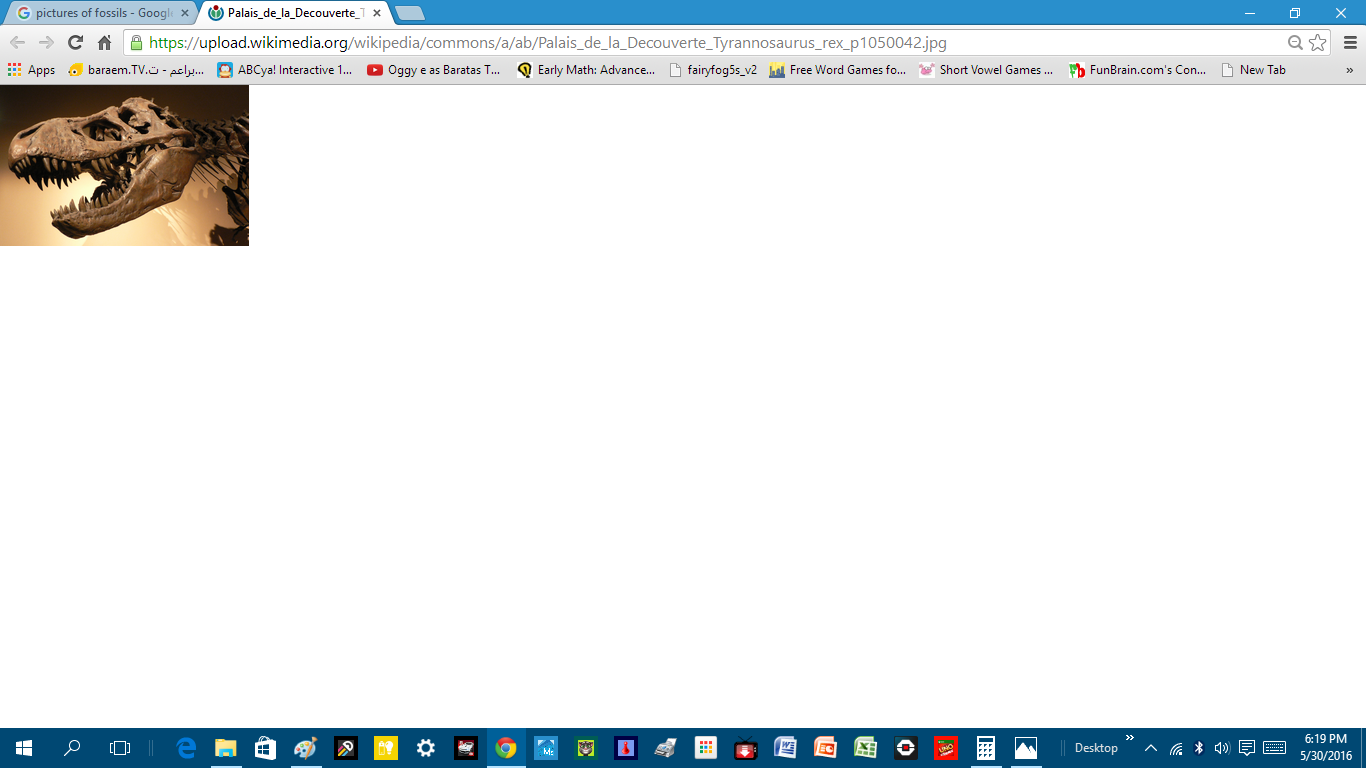 pictures of fossils - Google
Palais_de_la_Decouverte_T
https://upload.wikimedia.org/wikipedia/commons/a/ab/Palais_de_la_Decouverte_Tyrannosaurus_rex_p1050042.jpg
Apps
baraem.TV.براعم - ت...
ABCya! Interactive 1...
Oggy e as Baratas T...
Early Math: Advance...
fairyfog5s_v2
Free Word Games fo...
Short Vowel Games ...
FunBrain.com's Con...
New Tab
»
Desktop
»
6:19 PM
5/30/2016